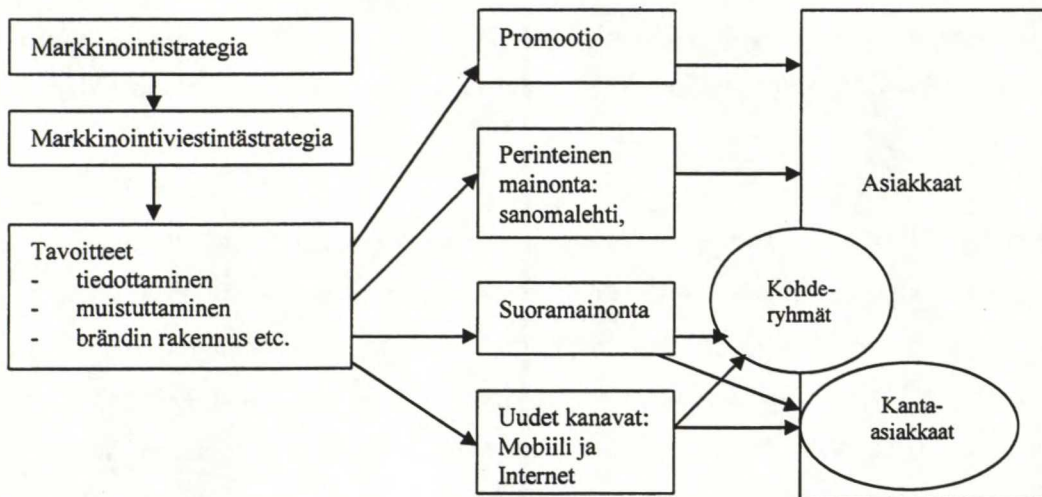 Markkinointistrategia
Markkinointiviestintästrategia
Tavoitteet
- tiedottaminen
- muistuttaminen
- brändin rakennus etc.
Promootio
Perinteinen
mainonta:
sanomalehti,
Suoramainonta
Uudet kanavat:
Mobiili ja
Internet
Asiakkaat
Kohde-
ryhmät
Kanta-
asiakkaat